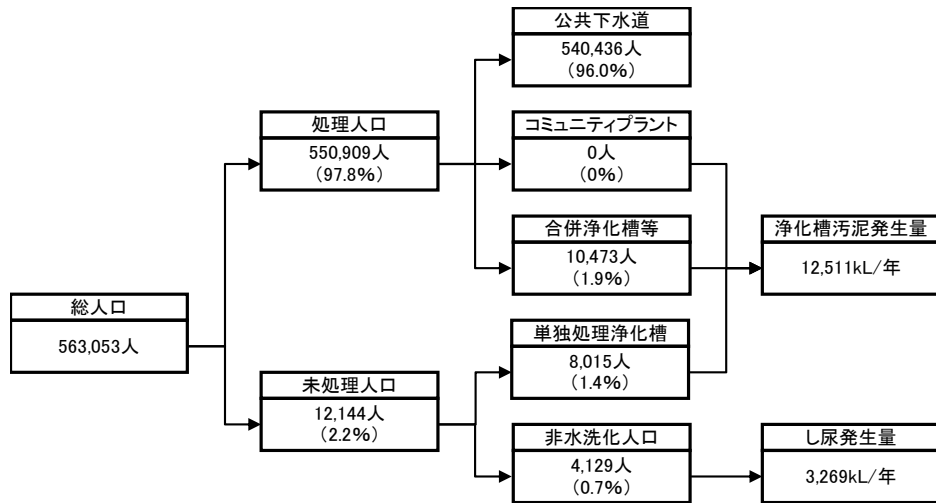 公共下水道
540,436人
（96.0%）
処理人口
550,909人
（97.8%）
コミュニティプラント
0人
（0%）
合併浄化槽等
10,473人
（1.9%）
浄化槽汚泥発生量
12,511kL/年
総人口
563,053人
単独処理浄化槽
8,015人
（1.4%）
未処理人口
12,144人
（2.2%）
非水洗化人口
4,129人
（0.7%）
し尿発生量
3,269kL/年